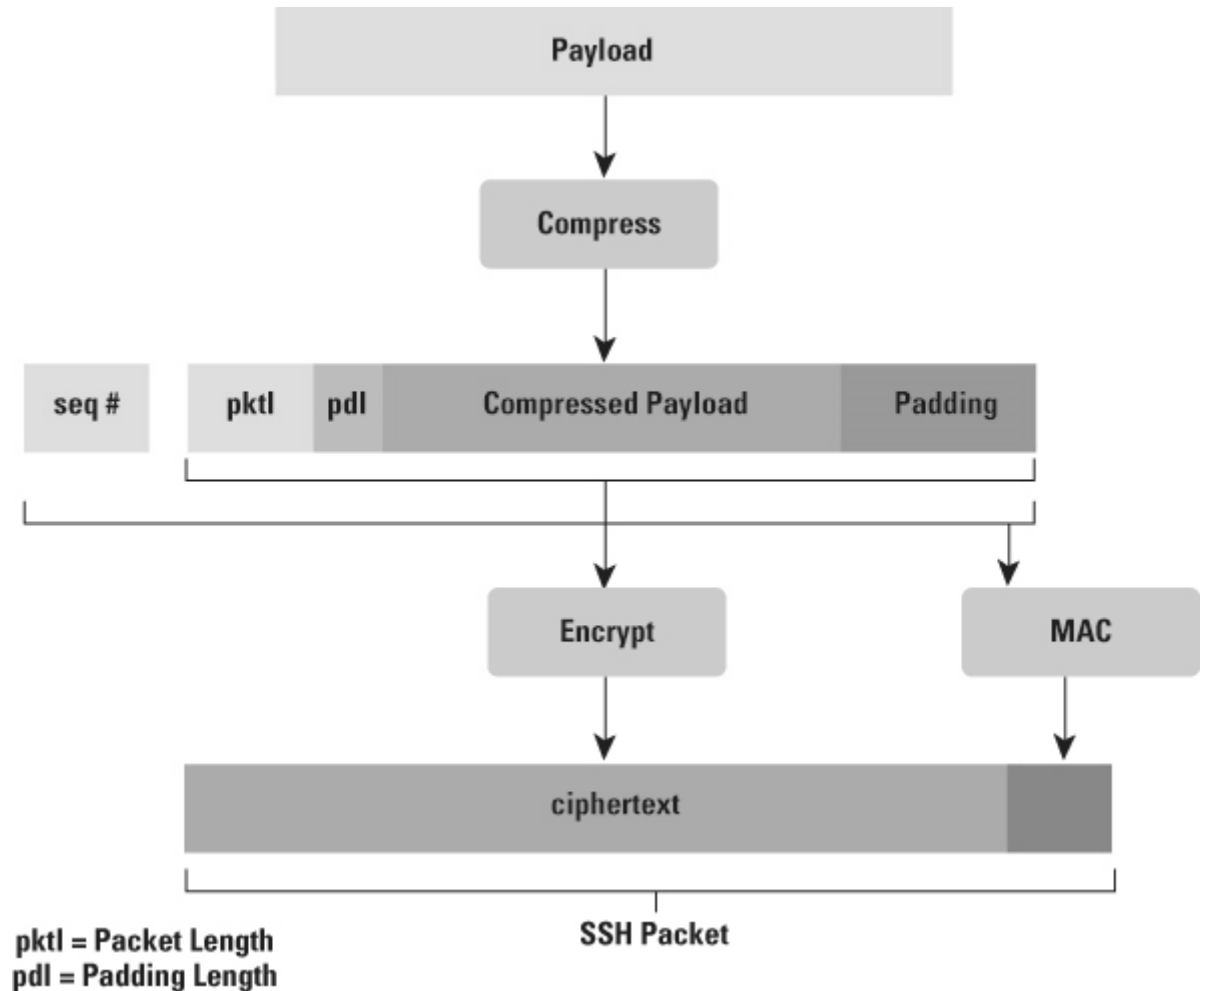 Payload
Compress
seq #
pktl
pdl
Compressed Payload
Padding
Encrypt
MAC
ciphertext
SSH Packet
pktl = Packet Length
pdl = Padding Length